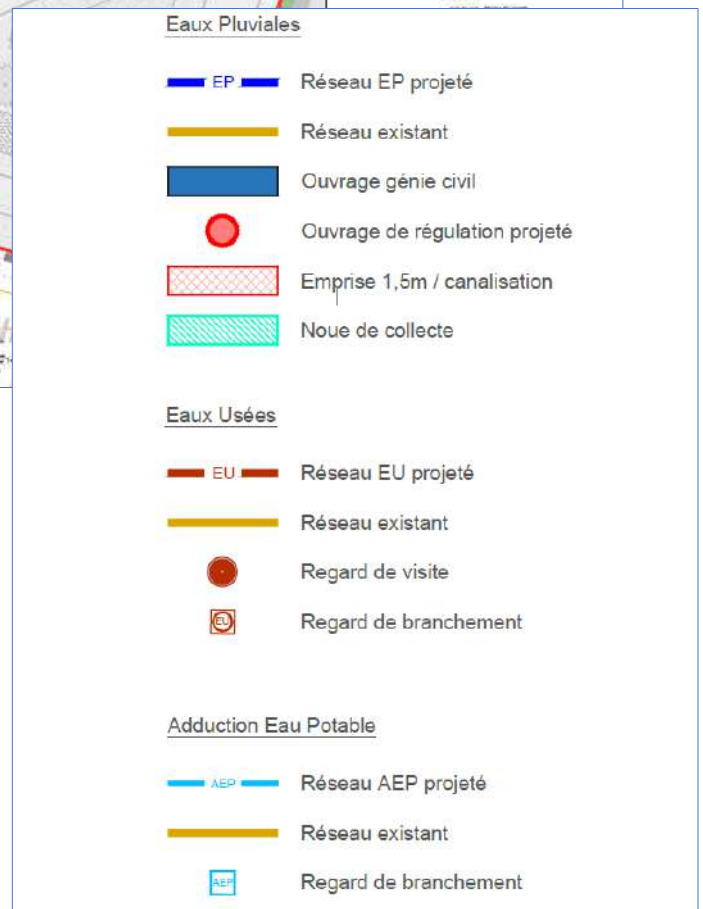 Eaux Pluviales
EP Réseau EP projeté
Réseau existant
Ouvrage génie civil
Ouvrage de régulation projeté
Emprise 1,5m / canalisation
Noue de collecte
Eaux Usées
EU Réseau EU projeté
Réseau existant
Regard de visite
EU Regard de branchement
Adduction Eau Potable
AEP Réseau AEP projeté
Réseau existant
AEP Regard de branchement